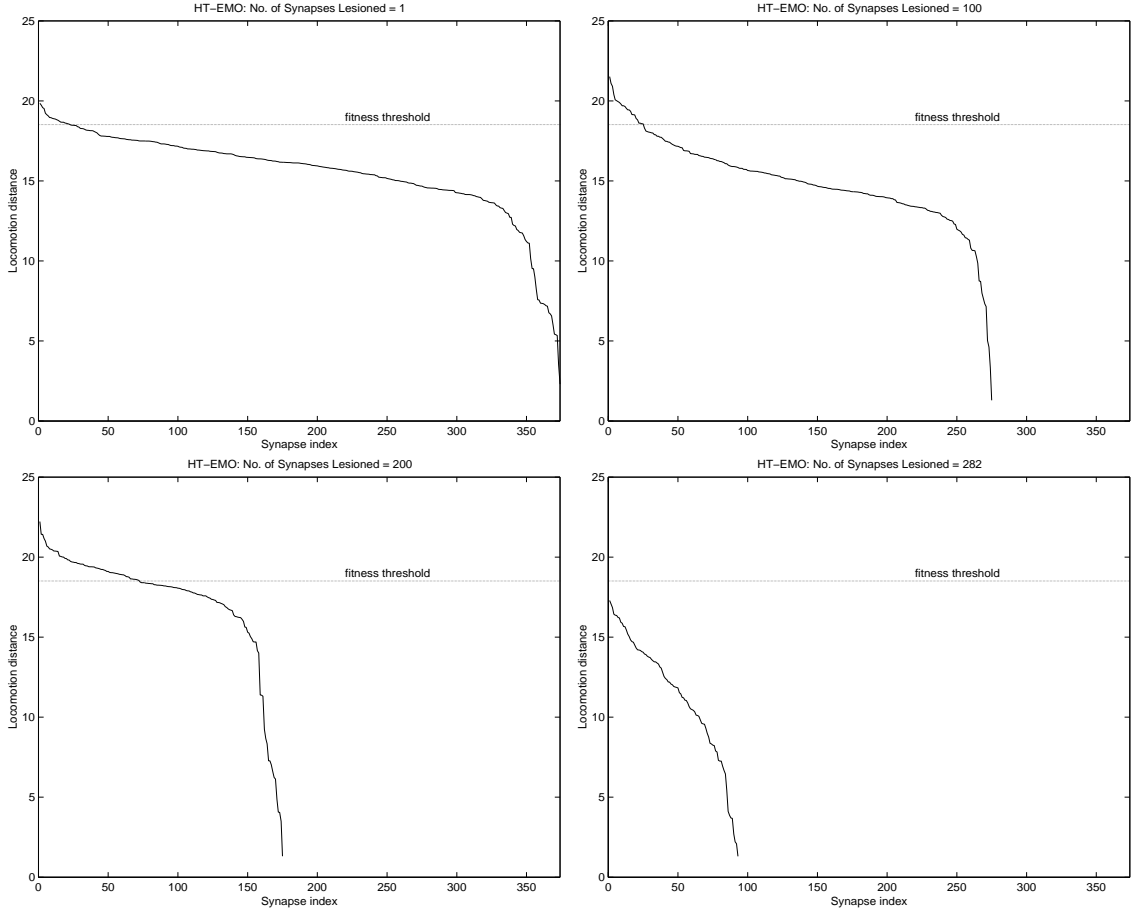 HT−EMO: No. of Synapses Lesioned = 1
25
20
15
10
5
0
Locomotion distance
fitness threshold
0 50 100 150 200 250 300 350
Synapse index
HT−EMO: No. of Synapses Lesioned = 100
25
20
15
10
5
0
Locomotion distance
fitness threshold
0 50 100 150 200 250 300 350
Synapse index
HT−EMO: No. of Synapses Lesioned = 200
25
20
15
10
5
0
Locomotion distance
fitness threshold
0 50 100 150 200 250 300 350
Synapse index
HT−EMO: No. of Synapses Lesioned = 282
25
20
15
10
5
0
Locomotion distance
fitness threshold
0 50 100 150 200 250 300 350
Synapse index